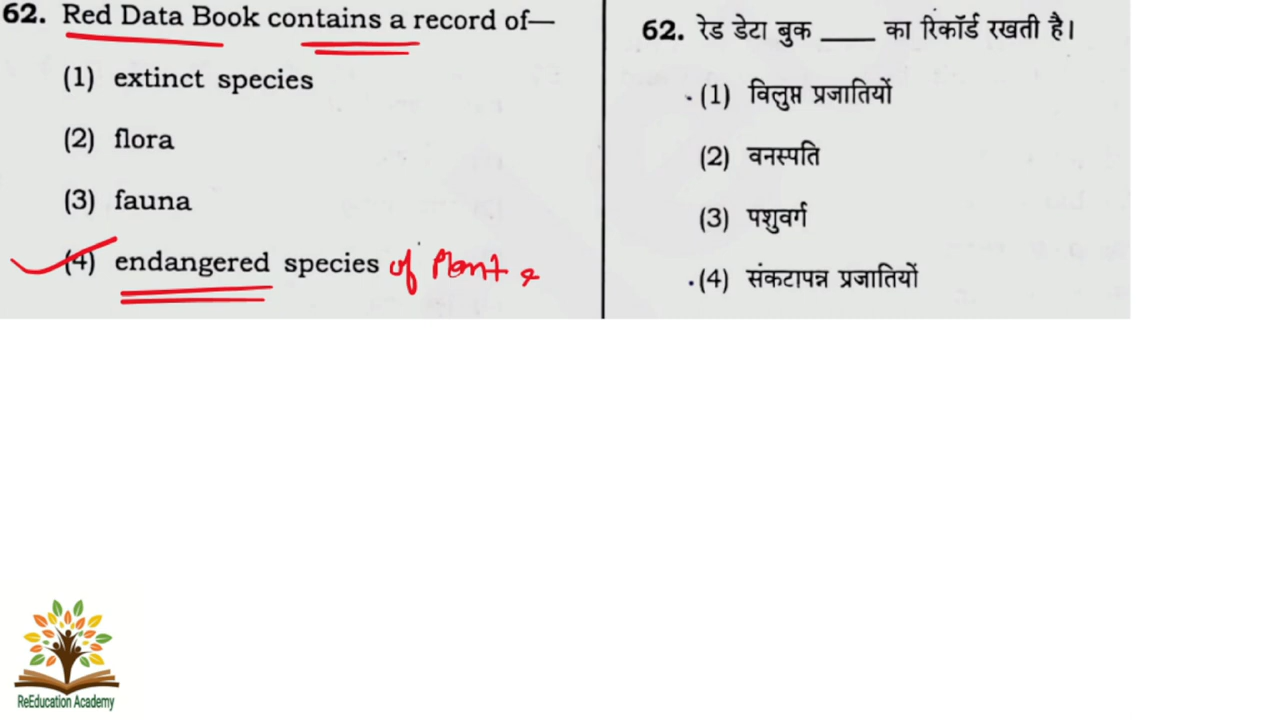 62. Red Data Book contains a record of—
(1) extinct species
(2) flora
(3) fauna
(4) endangered species of Plant &
62. रेड डेटा बुक ____ का रिकॉर्ड रखती है।
(1) विलुप्त प्रजातियों
(2) वनस्पति
(3) पशुवर्ग
(4) संकटापन्न प्रजातियों
ReEducation Academy